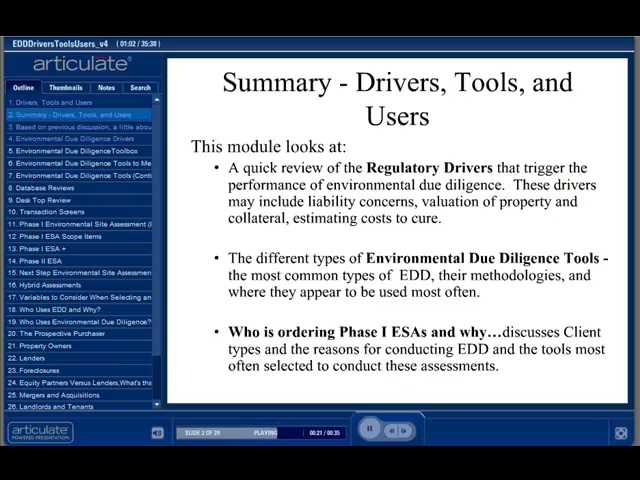 EDDDriversToolsUsers_v4 (01:02 / 35:38)
articulate®
Outline Thumbnails Notes Search
1. Drivers, Tools and Users
2. Summary - Drivers, Tools, and Users
3. Based on previous discussion, a little abou
4. Environmental Due Diligence Drivers
5. Environmental Due DiligenceToolbox
6. Environmental Due Diligence Tools to Me
7. Environmental Due Diligence Tools (Conti
8. Database Reviews
9. Desk Top Review
10. Transaction Screens
11. Phase I Environmental Site Assessment (I
12. Phase I ESA Scope Items
13. Phase I ESA +
14. Phase II ESA
15. Next Step Environmental Site Assessmen
16. Hybrid Assessments
17. Variables to Consider When Selecting an
18. Who Uses EDD and Why?
19. Who Uses Environmental Due Diligence?
20. The Prospective Purchaser
21. Property Owners
22. Lenders
23. Foreclosures
24. Equity Partners Versus Lenders,What's tha
25. Mergers and Acquisitions
26. Landlords and Tenants
Summary - Drivers, Tools, and
Users
This module looks at:
• A quick review of the Regulatory Drivers that trigger the
performance of environmental due diligence. These drivers
may include liability concerns, valuation of property and
collateral, estimating costs to cure.
• The different types of Environmental Due Diligence Tools -
the most common types of EDD, their methodologies, and
where they appear to be used most often.
• Who is ordering Phase I ESAs and why…discusses Client
types and the reasons for conducting EDD and the tools most
often selected to conduct these assessments.
articulate®
POWERED PRESENTATION
SLIDE 2 OF 29 PLAYING 00:21 / 00:35